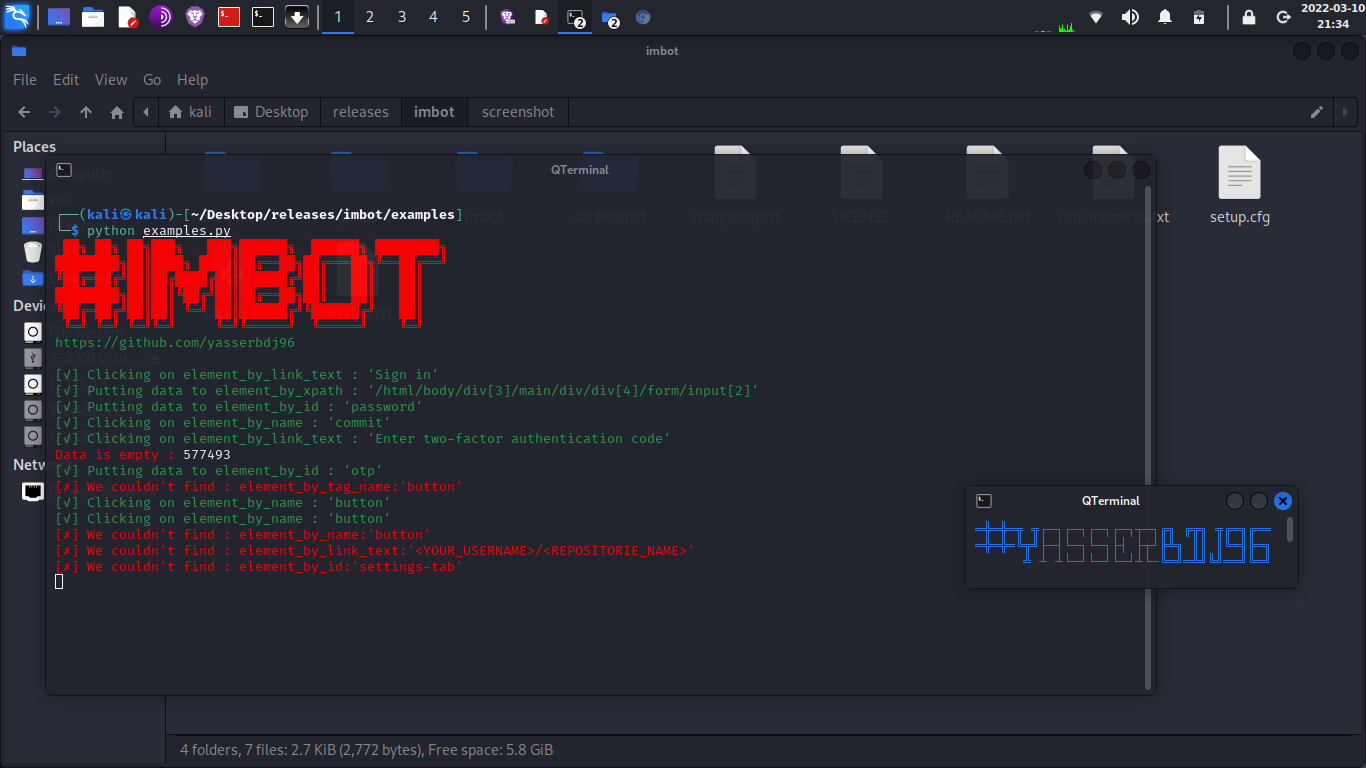 1 2 3 4 5
2 2
2022-03-10
21:34
imbot
File Edit View Go Help
kali Desktop releases imbot screenshot
Places
Computer
kali
Devic
Netw
screenshot changelog.txt LICENSE README.md requirements.txt setup.cfg
QTerminal
┌──(kali㉿kali)-[~/Desktop/releases/imbot/examples]
└─$ python examples.py
#IMBOT
https://github.com/yasserbdj96
[√] Clicking on element_by_link_text : 'Sign in'
[√] Putting data to element_by_xpath : '/html/body/div[3]/main/div/div[4]/form/input[2]'
[√] Putting data to element_by_id : 'password'
[√] Clicking on element_by_name : 'commit'
[√] Clicking on element_by_link_text : 'Enter two-factor authentication code'
Data is empty : 577493
[√] Putting data to element_by_id : 'otp'
[✗] We couldn't find : element_by_tag_name:'button'
[√] Clicking on element_by_name : 'button'
[√] Clicking on element_by_name : 'button'
[✗] We couldn't find : element_by_name:'button'
[✗] We couldn't find : element_by_link_text:'<YOUR_USERNAME>/<REPOSITORIE_NAME>'
[✗] We couldn't find : element_by_id:'settings-tab'
QTerminal
#YASSERBDJ96
4 folders, 7 files: 2.7 KiB (2,772 bytes), Free space: 5.8 GiB